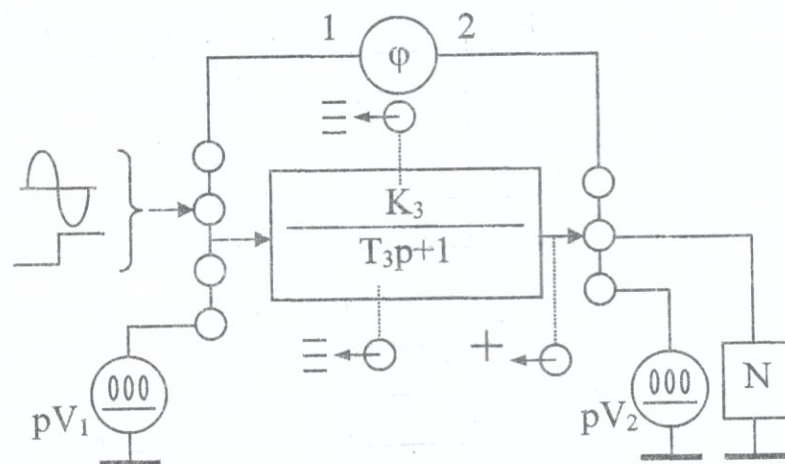 1 φ 2
K₃
T₃p+1
+
pV₁ 000
pV₂ 000
N